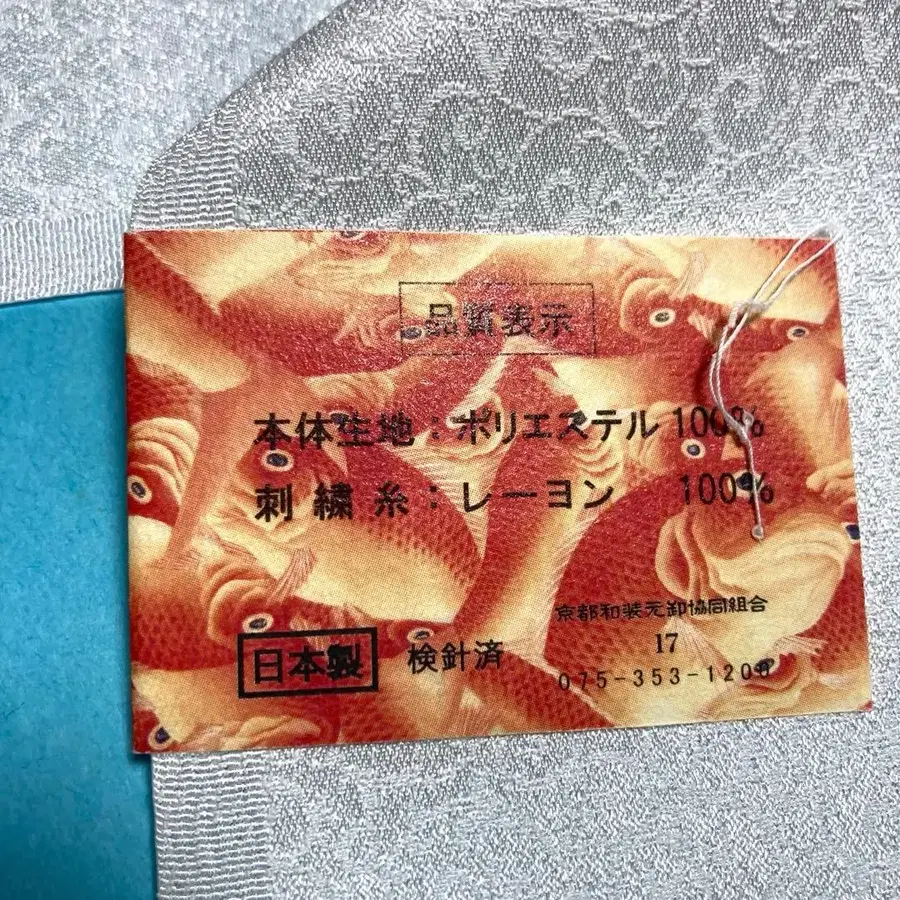 品質表示
本体生地：ポリエステル 100%
刺繍糸：レーヨン 100%
京都和装元卸協同組合
17
日本製 検針済
075-353-1200